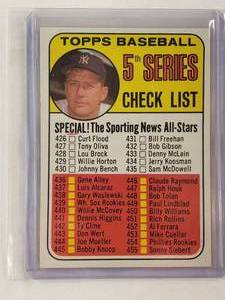 TOPPS BASEBALL
5th SERIES
CHECK LIST
SPECIAL! The Sporting News All-Stars
426 Curt Flood
427 Tony Oliva
428 Lou Brock
429 Willie Horton
430 Johnny Bench
431 Bill Freehan
432 Bob Gibson
433 Denny McLain
434 Jerry Koosman
435 Sam McDowell
436 Gene Alley
437 Luis Alcaraz
438 Gary Waslewski
439 Wh. Sox Rookies
440 Willie McCovey
441 Dennis Higgins
442 Ty Cline
443 Don Wert
444 Joe Moeller
445 Bobby Knoop
446 Claude Raymond
447 Ralph Houk
448 Bob Tolan
449 Paul Lindblad
450 Billy Williams
451 Rich Rollins
452 Al Ferrara
453 Mike Cuellar
454 Phillies Rookies
455 Sonny Siebert